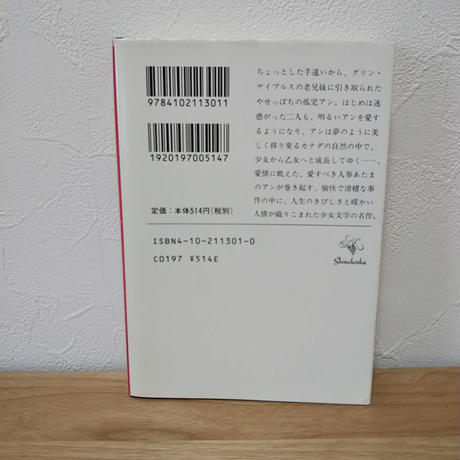 9784102113011
1920197005147
定価：本体514円（税別）
ISBN4-10-211301-0
C0197 ¥514E
ちょっとした手違いから、グリン・
ゲイブルスの老兄妹に引き取られた
やせっぽちの孤児アン。はじめは迷
惑がった二人も、明るいアンを愛す
るようになり、アンは夢のように美
しく移り変るカナダの自然の中で、
少女から乙女へと成長してゆく……。
愛情に飢えた、愛すべき人参あたま
のアンが巻き起す、愉快で滑稽な事
件の中に、人生のきびしさと暖かい
人情が織りこまれた少女文学の名作。
Shinchosha